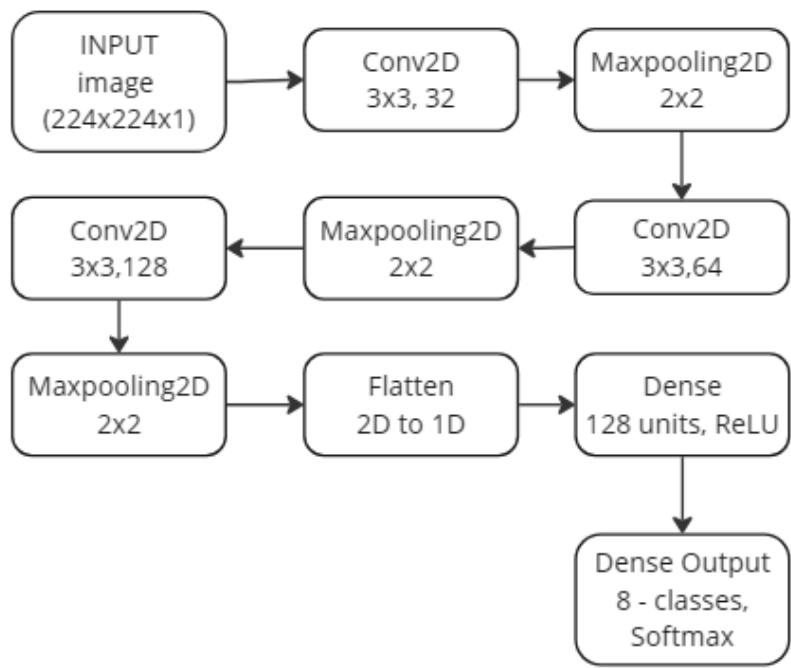 INPUT
image
(224x224x1)
Conv2D
3x3, 32
Maxpooling2D
2x2
Conv2D
3x3,64
Maxpooling2D
2x2
Conv2D
3x3,128
Maxpooling2D
2x2
Flatten
2D to 1D
Dense
128 units, ReLU
Dense Output
8 - classes,
Softmax